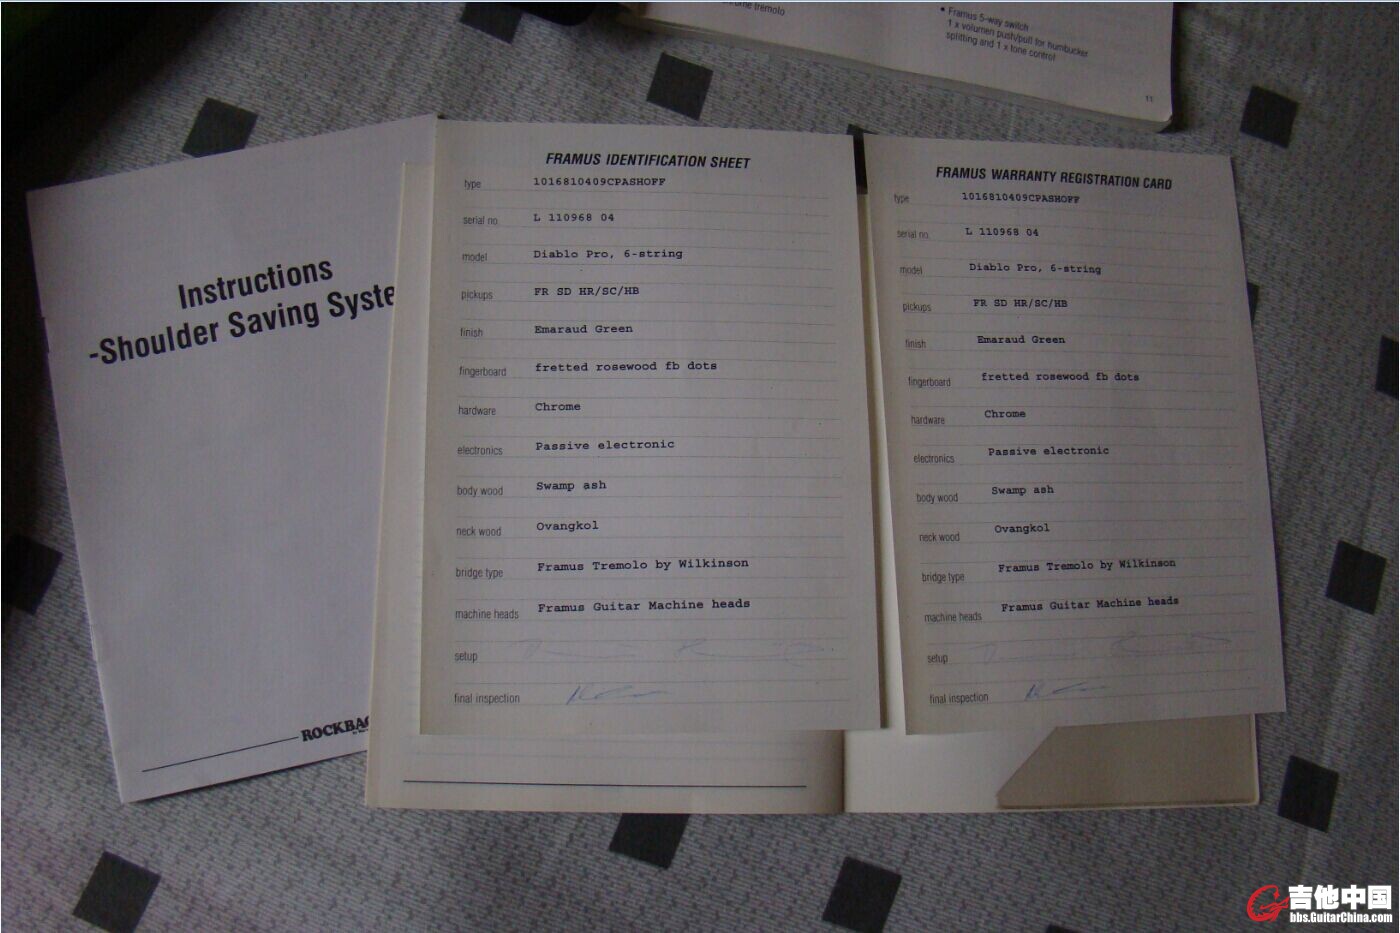 tremolo
• Framus 5-way switch
1 x volumen push/pull for humbucker
splitting and 1 x tone control
11
Instructions
-Shoulder Saving Syste
ROCKBAG
FRAMUS IDENTIFICATION SHEET
type 1016810409CPASHOFF
serial no. L 110968 04
model Diablo Pro, 6-string
pickups FR SD HR/SC/HB
finish Emaraud Green
fingerboard fretted rosewood fb dots
hardware Chrome
electronics Passive electronic
body wood Swamp ash
neck wood Ovangkol
bridge type Framus Tremolo by Wilkinson
machine heads Framus Guitar Machine heads
setup
final inspection
FRAMUS WARRANTY REGISTRATION CARD
type 1016810409CPASHOFF
serial no. L 110968 04
model Diablo Pro, 6-string
pickups FR SD HR/SC/HB
finish Emaraud Green
fingerboard fretted rosewood fb dots
hardware Chrome
electronics Passive electronic
body wood Swamp ash
neck wood Ovangkol
bridge type Framus Tremolo by Wilkinson
machine heads Framus Guitar Machine heads
setup
final inspection
吉他中国
bbs.GuitarChina.com